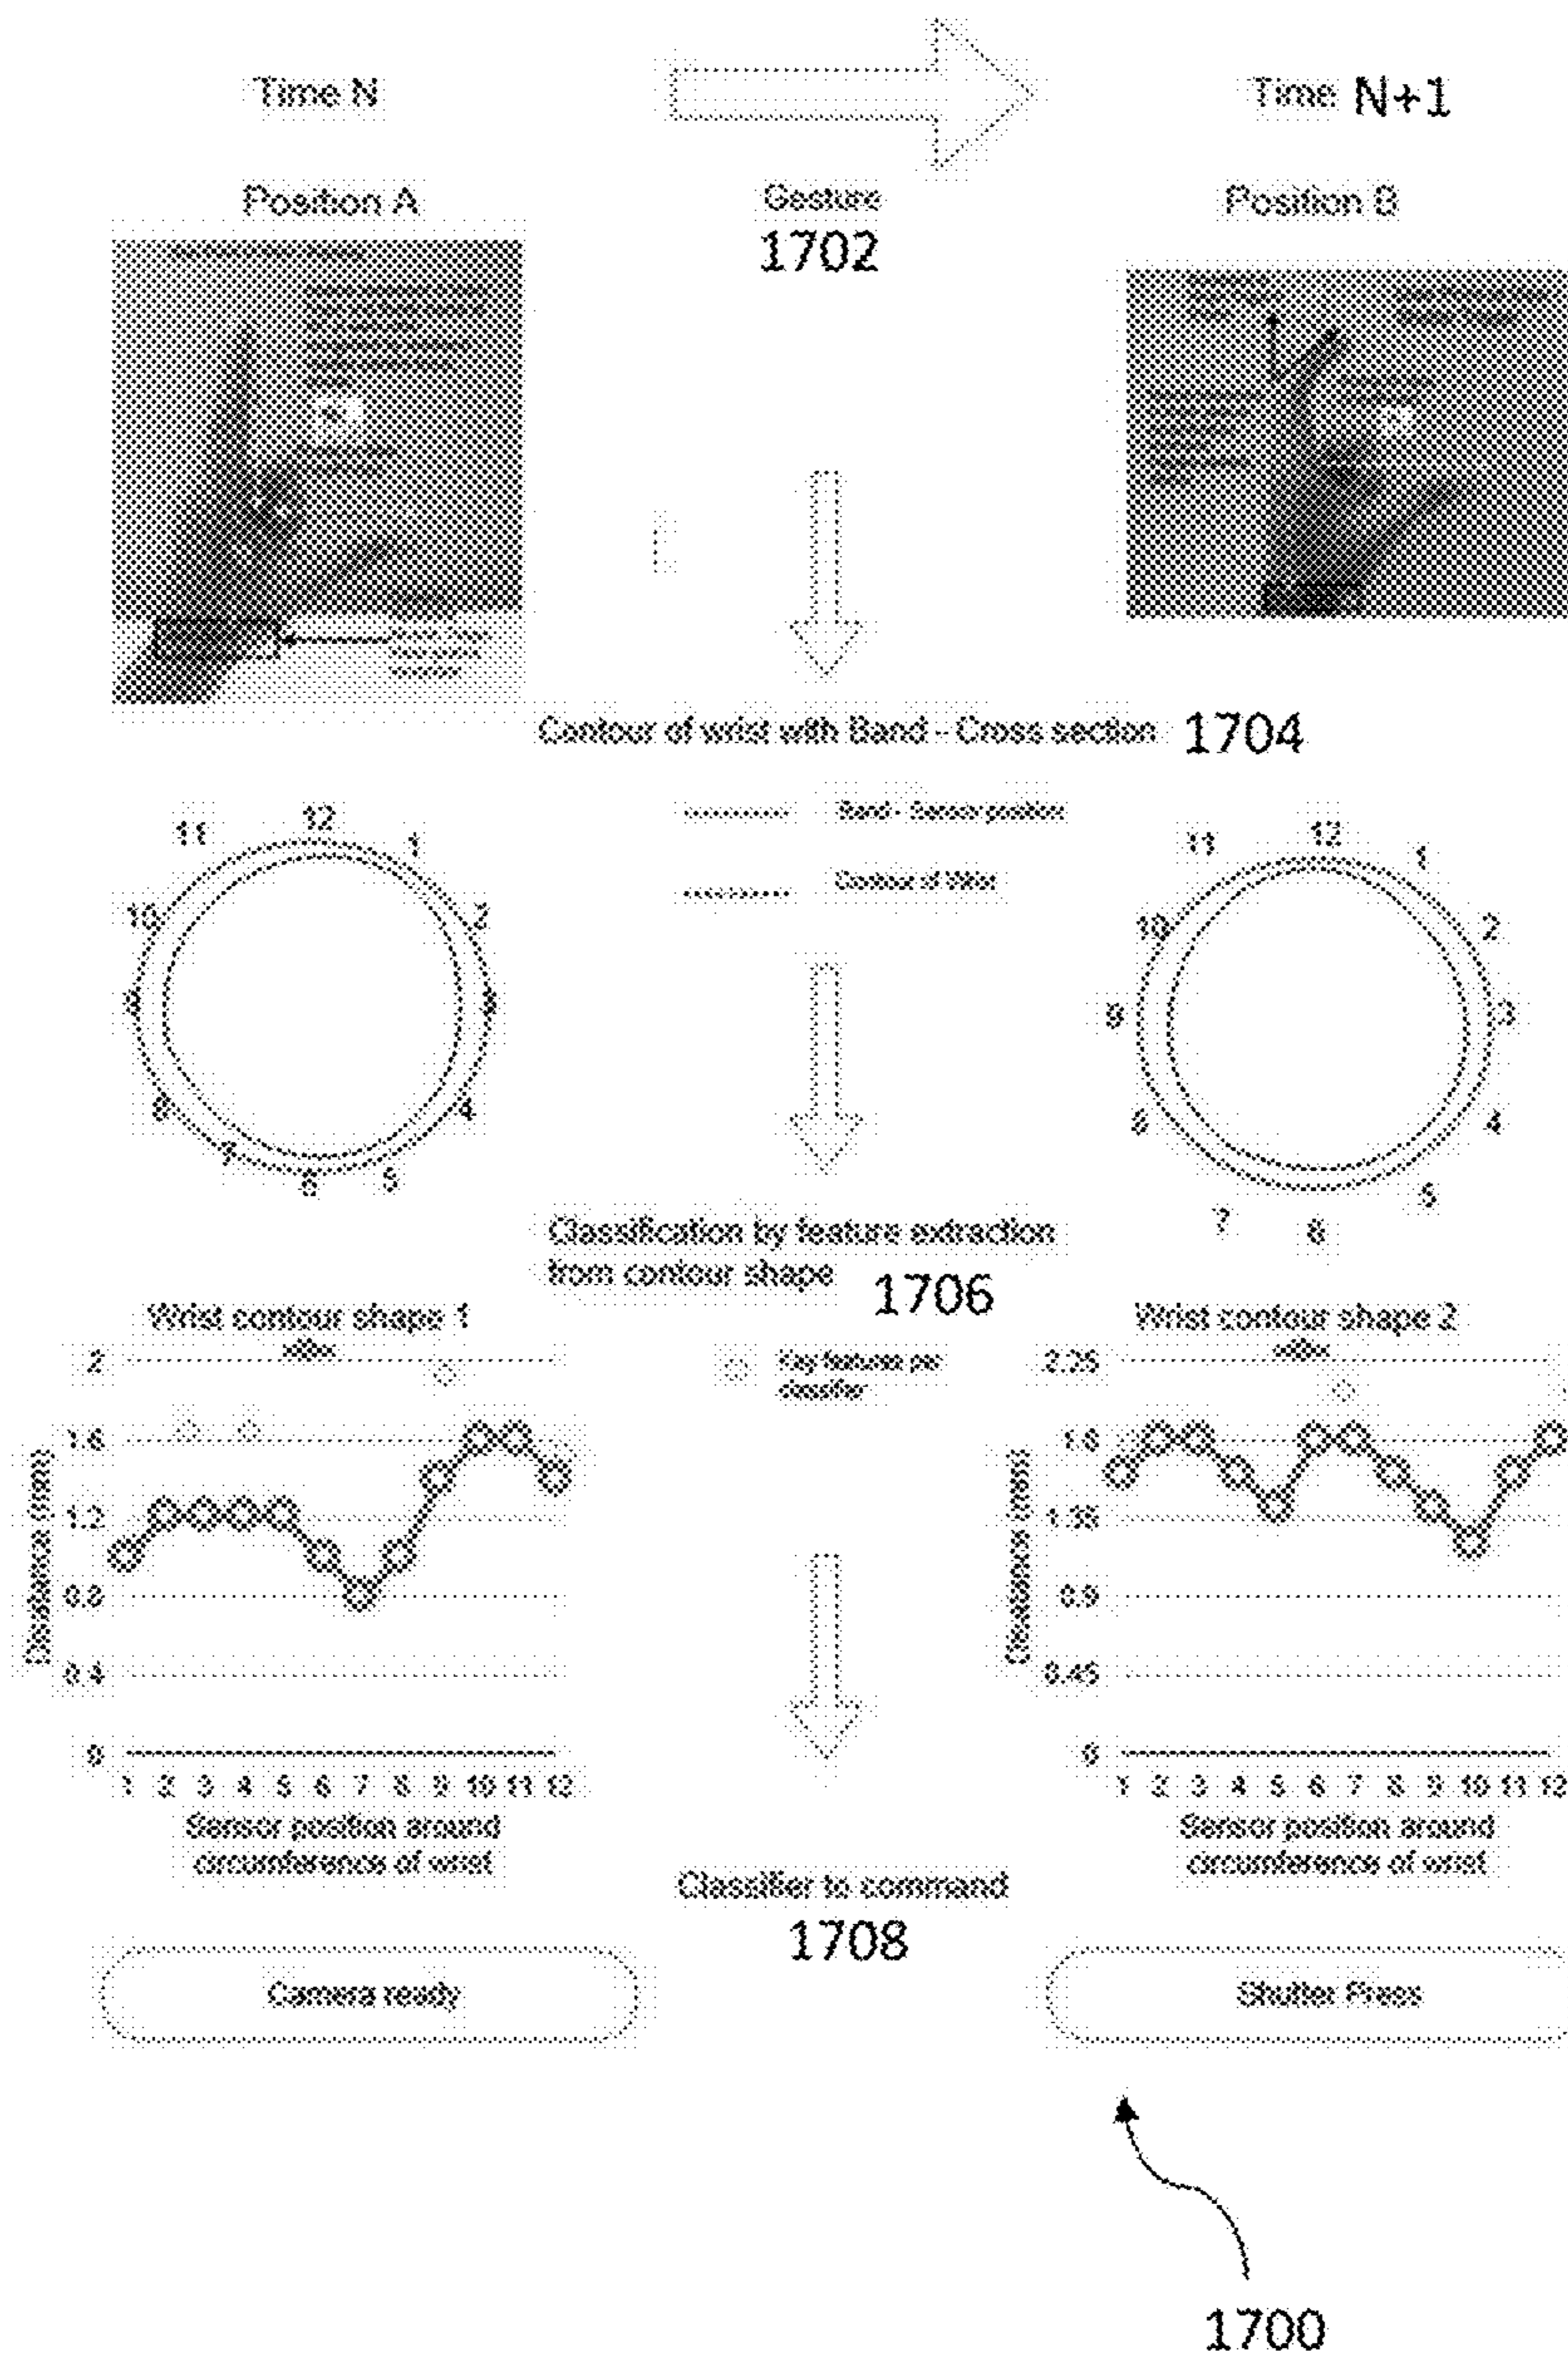 Time N
Time N+1
Position A
Gesture
1702
Position B
Contour of wrist with Band - Cross section 1704
Band - Sensor position
Contour of Wrist
12
11
1
10
2
9
3
8
4
7
5
6
12
11
1
10
2
9
3
8
4
7
5
6
Classification by feature extraction
from contour shape 1706
Wrist contour shape 1
Key features per
classifier
2
1.6
1.2
0.8
0.4
0
Distances (mm)
1 2 3 4 5 6 7 8 9 10 11 12
Sensor position around
circumference of wrist
Wrist contour shape 2
2.25
1.8
1.35
0.9
0.45
0
Distances (mm)
1 2 3 4 5 6 7 8 9 10 11 12
Sensor position around
circumference of wrist
Classifier to command
1708
Camera ready
Shutter Fixes
1700